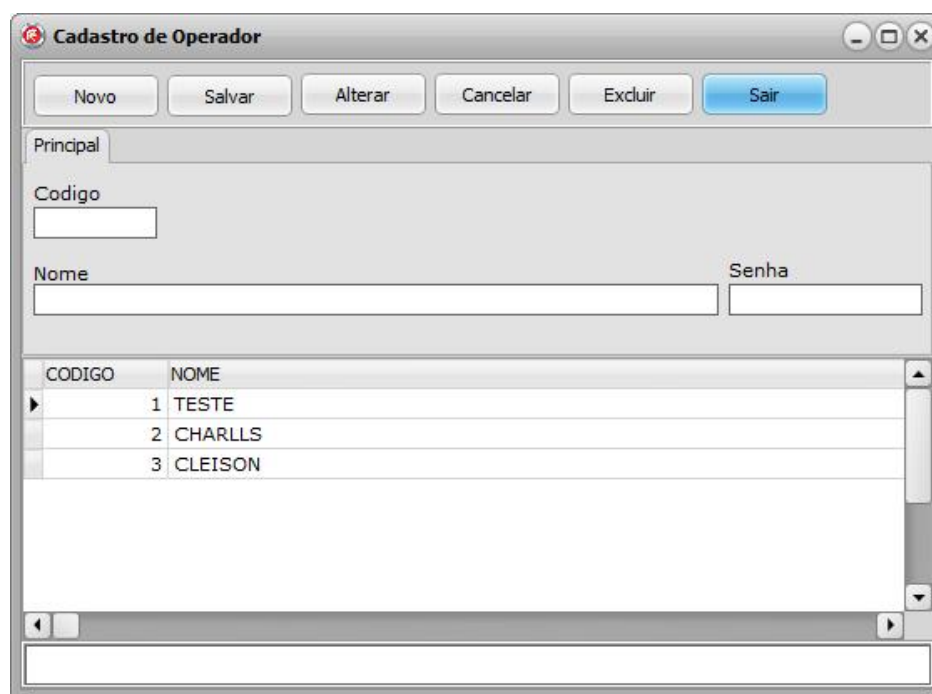 Cadastro de Operador
Novo Salvar Alterar Cancelar Excluir Sair
Principal
Codigo
Nome Senha
CODIGO NOME
1 TESTE
2 CHARLLS
3 CLEISON